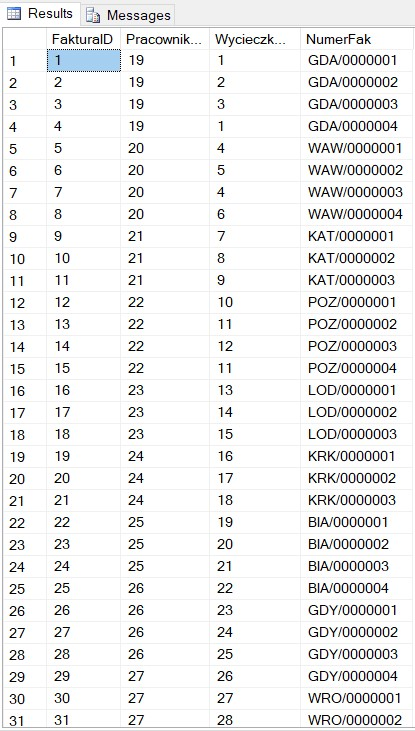 Results Messages
FakturaID Pracownik... Wycieczk... NumerFak
1 1 19 1 GDA/0000001
2 2 19 2 GDA/0000002
3 3 19 3 GDA/0000003
4 4 19 1 GDA/0000004
5 5 20 4 WAW/0000001
6 6 20 5 WAW/0000002
7 7 20 4 WAW/0000003
8 8 20 6 WAW/0000004
9 9 21 7 KAT/0000001
10 10 21 8 KAT/0000002
11 11 21 9 KAT/0000003
12 12 22 10 POZ/0000001
13 13 22 11 POZ/0000002
14 14 22 12 POZ/0000003
15 15 22 11 POZ/0000004
16 16 23 13 LOD/0000001
17 17 23 14 LOD/0000002
18 18 23 15 LOD/0000003
19 19 24 16 KRK/0000001
20 20 24 17 KRK/0000002
21 21 24 18 KRK/0000003
22 22 25 19 BIA/0000001
23 23 25 20 BIA/0000002
24 24 25 21 BIA/0000003
25 25 26 22 BIA/0000004
26 26 26 23 GDY/0000001
27 27 26 24 GDY/0000002
28 28 26 25 GDY/0000003
29 29 27 26 GDY/0000004
30 30 27 27 WRO/0000001
31 31 27 28 WRO/0000002